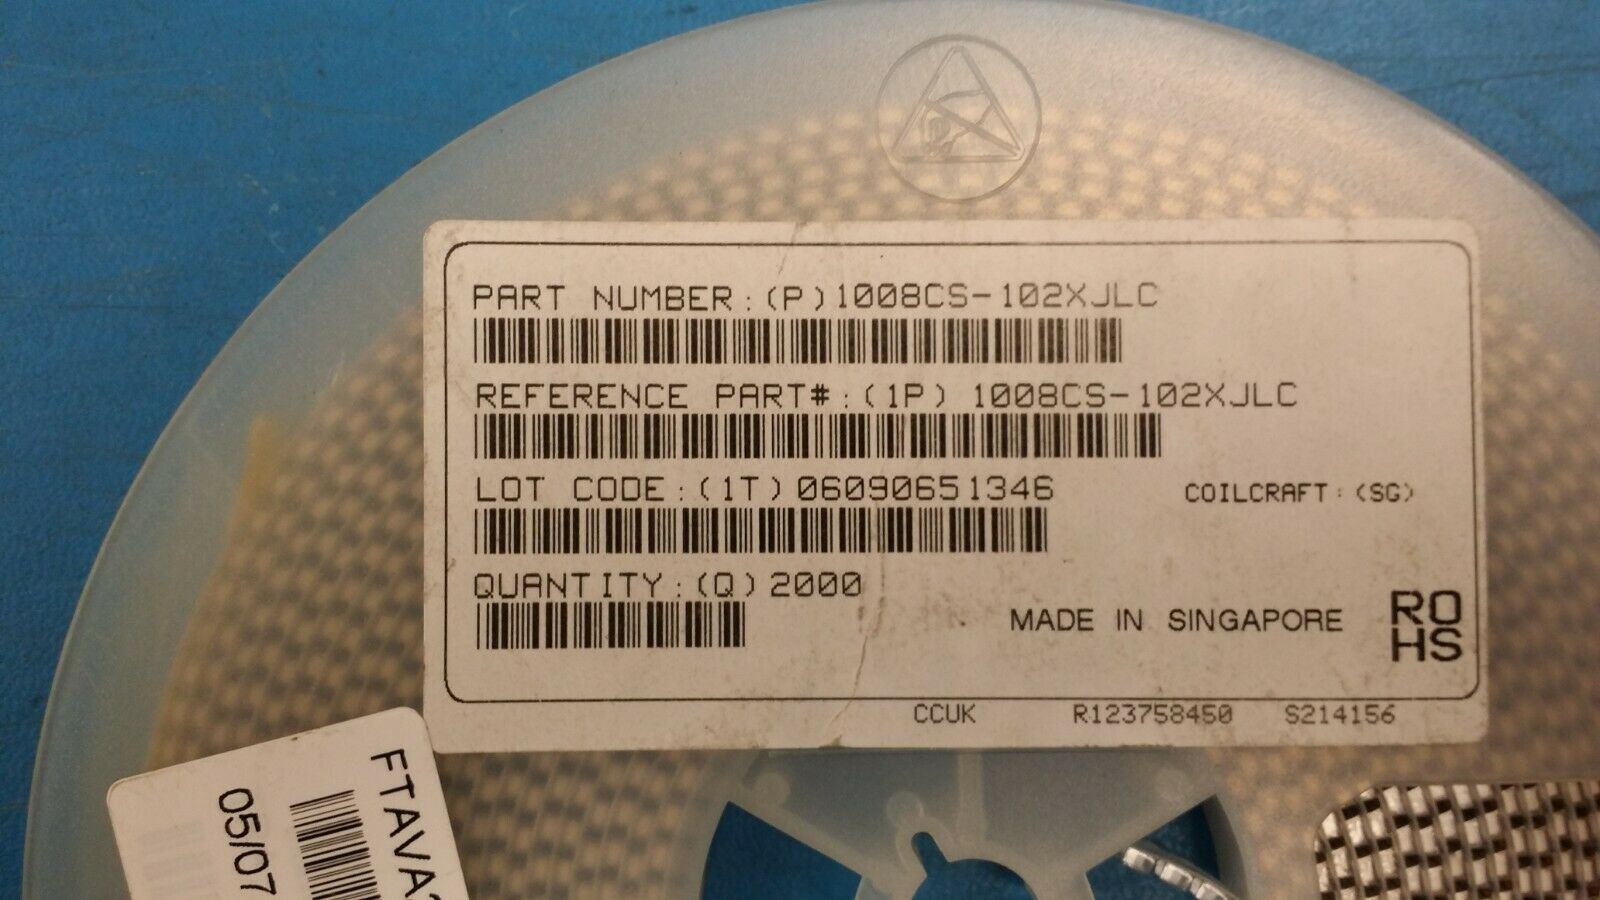 PART NUMBER:(P)1008CS-102XJLC
REFERENCE PART#:(1P) 1008CS-102XJLC
LOT CODE:(1T)06090651346
COILCRAFT:(SG)
QUANTITY:(Q)2000
MADE IN SINGAPORE
RO
HS
CCUK R123758450 S214156
FTAVA
05/07